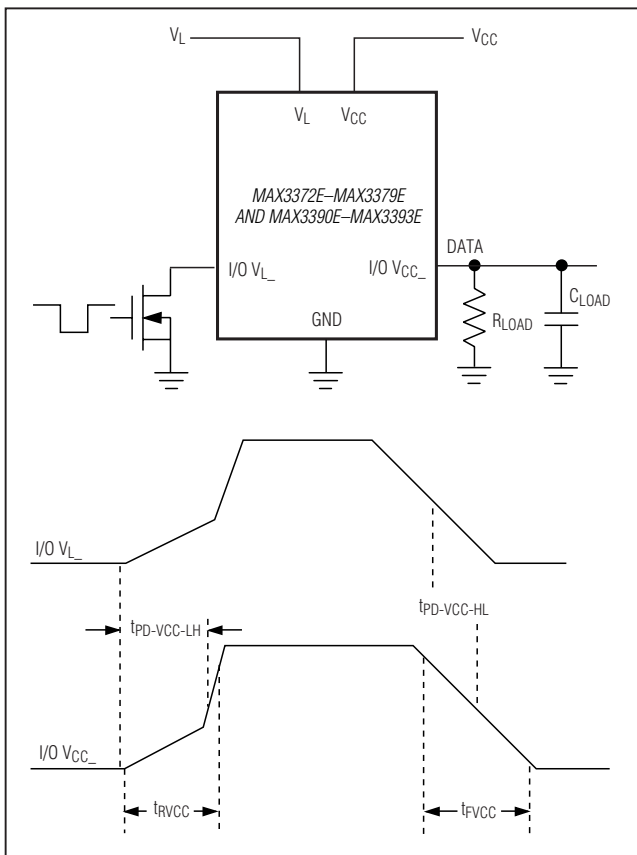 VL VCC
VL VCC
MAX3372E–MAX3379E
AND MAX3390E–MAX3393E
DATA
I/O VL_ I/O VCC_
CLOAD
RLOAD
GND
I/O VL_
tPD-VCC-LH
tPD-VCC-HL
I/O VCC_
tRVCC tFVCC